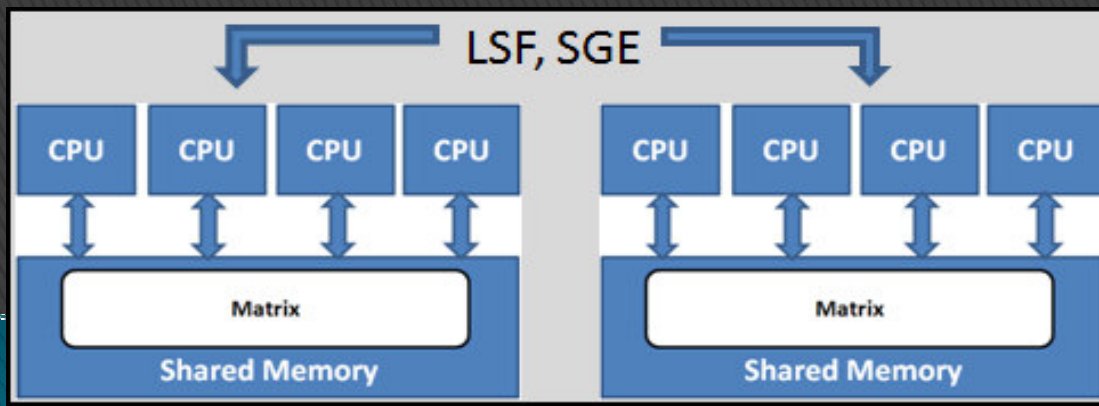 LSF, SGE
CPU CPU CPU CPU CPU CPU CPU CPU
Matrix Matrix
Shared Memory Shared Memory